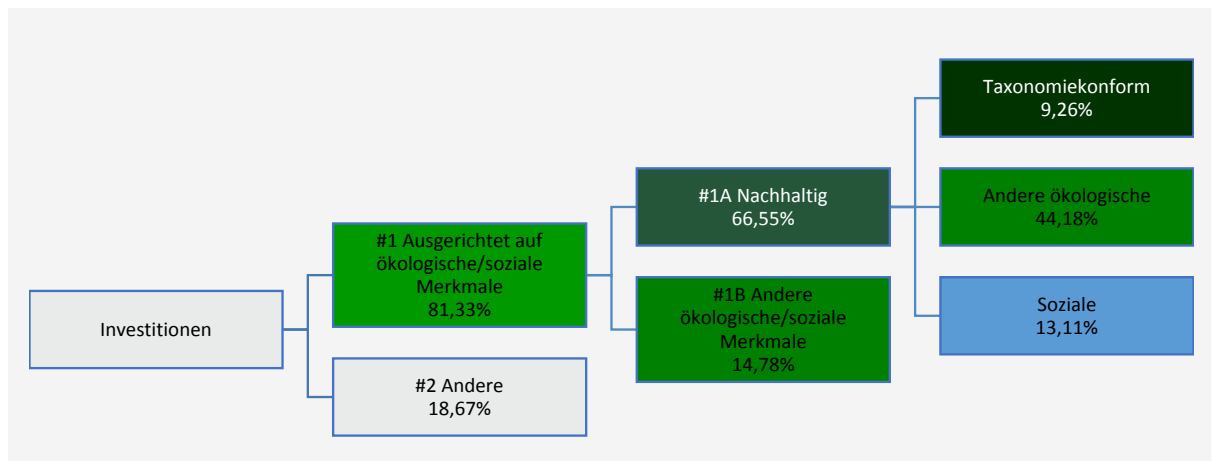 Investitionen
#1 Ausgerichtet auf
ökologische/soziale
Merkmale
81,33%
#2 Andere
18,67%
#1A Nachhaltig
66,55%
#1B Andere
ökologische/soziale
Merkmale
14,78%
Taxonomiekonform
9,26%
Andere ökologische
44,18%
Soziale
13,11%